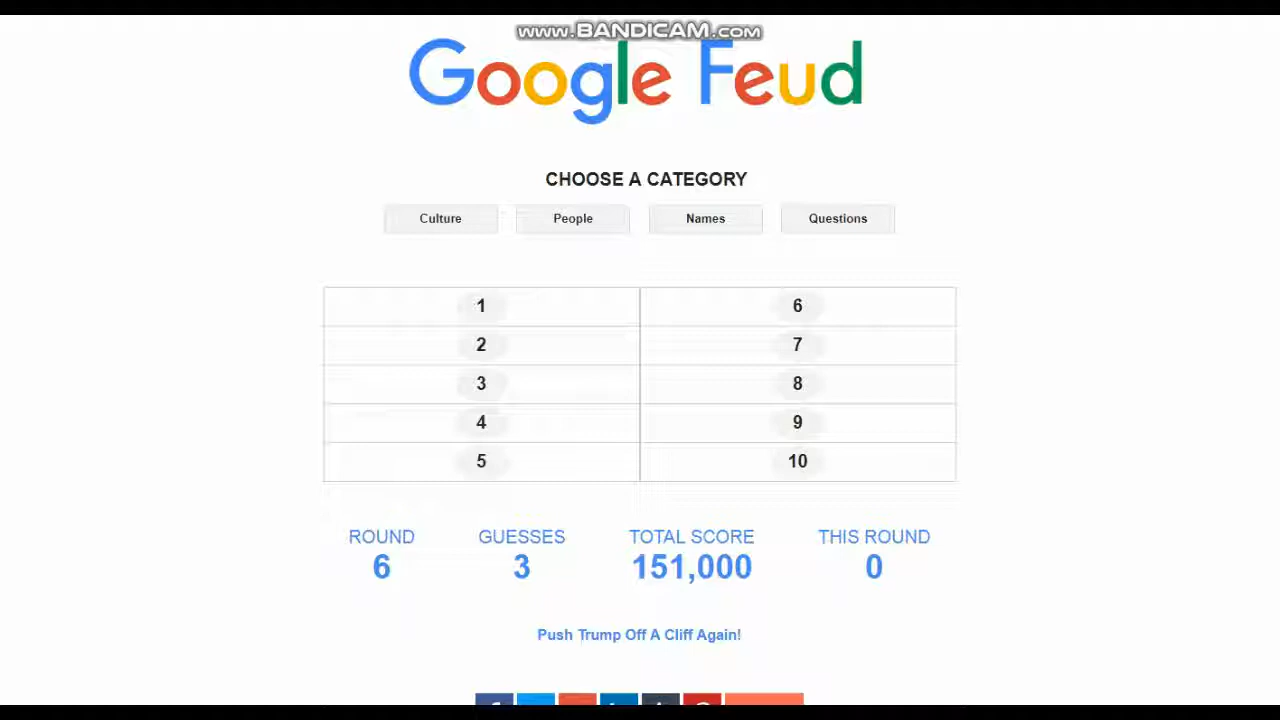 www.BANDICAM.com
Google Feud
CHOOSE A CATEGORY
Culture People Names Questions
1 6
2 7
3 8
4 9
5 10
ROUND GUESSES TOTAL SCORE THIS ROUND
6 3 151,000 0
Push Trump Off A Cliff Again!